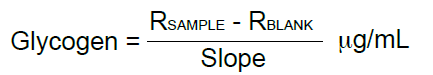 Glycogen = RSAMPLE - RBLANK μg/mL
Slope